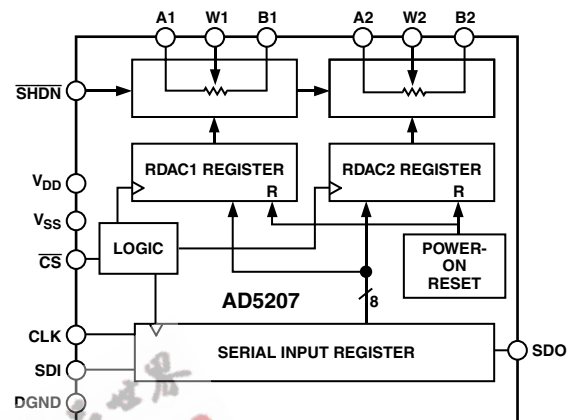 A1 W1 B1 A2 W2 B2
SHDN
RDAC1 REGISTER
R
RDAC2 REGISTER
R
VDD
VSS
CS
LOGIC
POWER-
ON
RESET
AD5207
8
CLK
SDI
DGND
SERIAL INPUT REGISTER
SDO